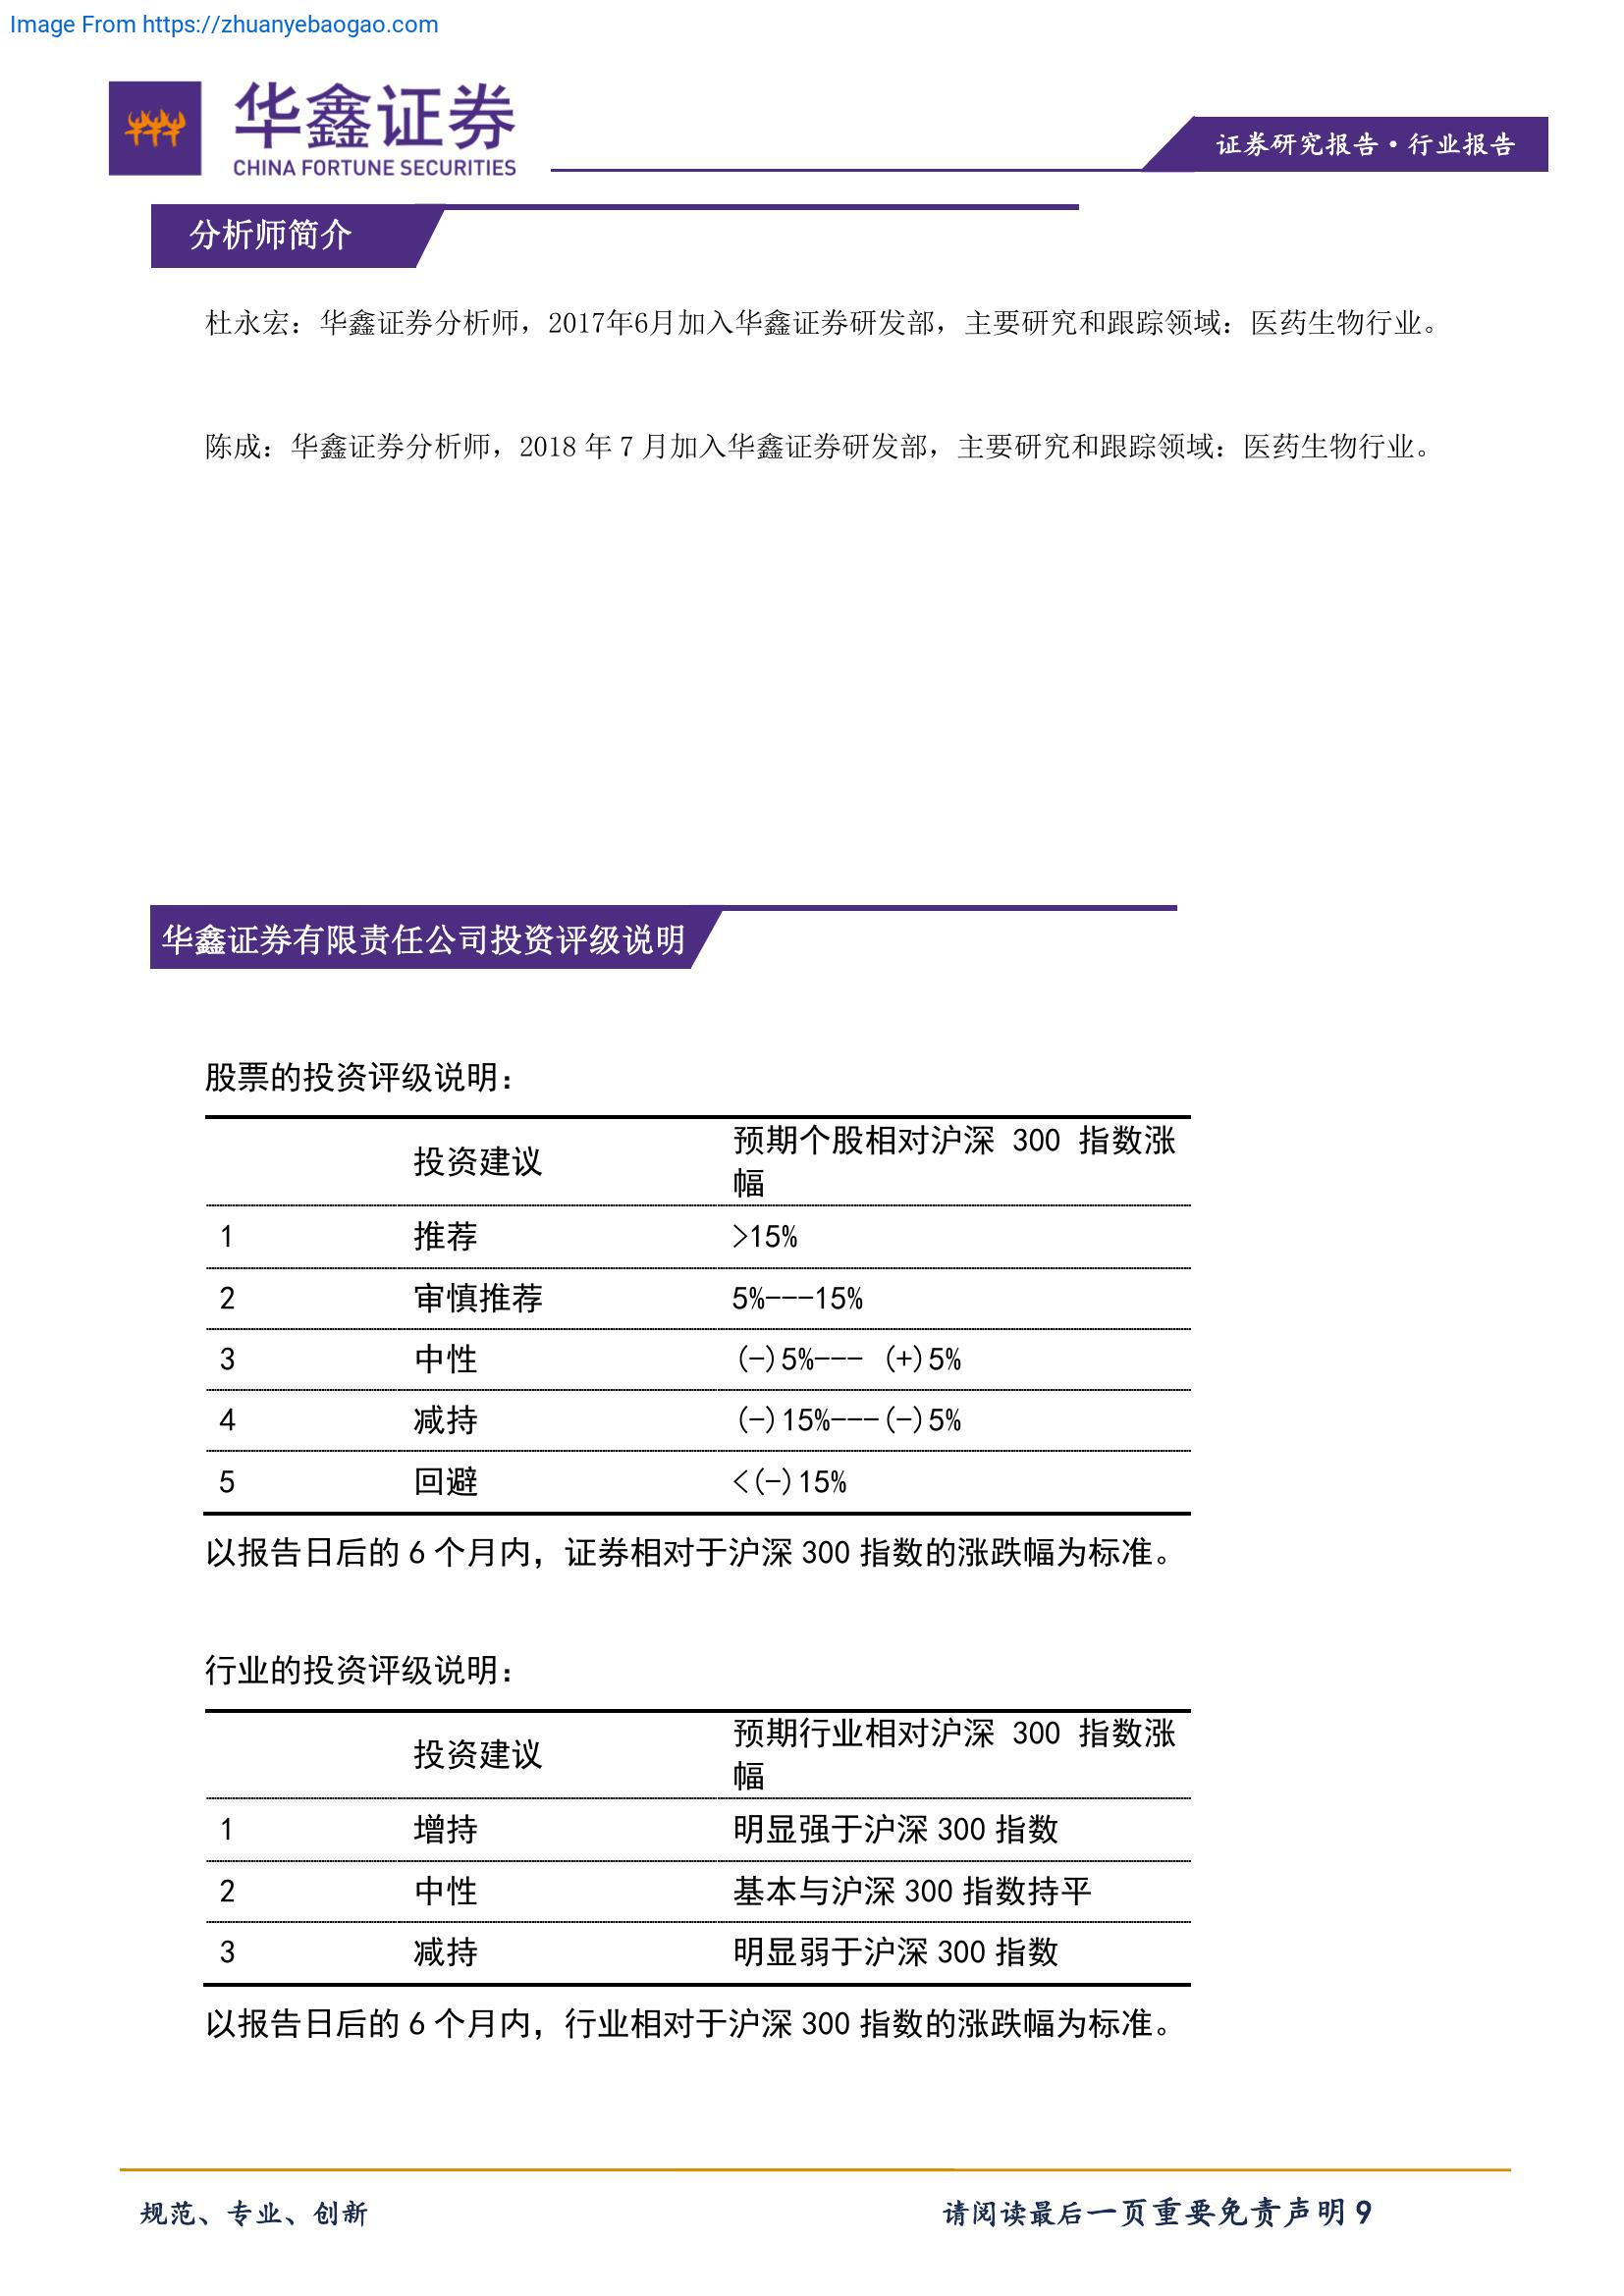 Image From https://zhuanyebaogao.com
华鑫证券
CHINA FORTUNE SECURITIES
证券研究报告·行业报告
分析师简介
杜永宏：华鑫证券分析师，2017年6月加入华鑫证券研发部，主要研究和跟踪领域：医药生物行业。
陈成：华鑫证券分析师，2018 年 7 月加入华鑫证券研发部，主要研究和跟踪领域：医药生物行业。
华鑫证券有限责任公司投资评级说明
股票的投资评级说明：
投资建议 预期个股相对沪深 300 指数涨
幅
1 推荐 >15%
2 审慎推荐 5%---15%
3 中性 (-)5%--- (+)5%
4 减持 (-)15%---(-)5%
5 回避 <(-)15%
以报告日后的 6 个月内，证券相对于沪深 300 指数的涨跌幅为标准。
行业的投资评级说明：
投资建议 预期行业相对沪深 300 指数涨
幅
1 增持 明显强于沪深 300 指数
2 中性 基本与沪深 300 指数持平
3 减持 明显弱于沪深 300 指数
以报告日后的 6 个月内，行业相对于沪深 300 指数的涨跌幅为标准。
规范、专业、创新 请阅读最后一页重要免责声明 9